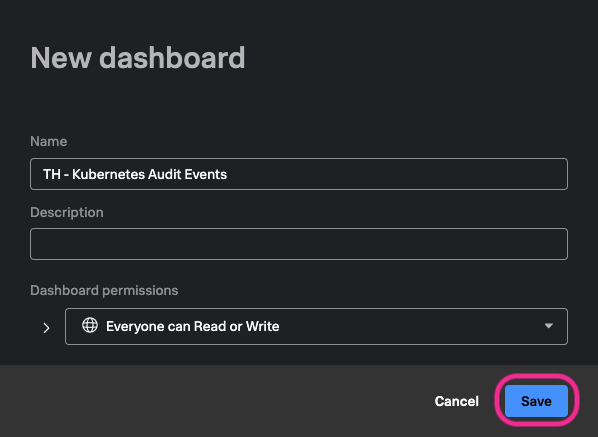 New dashboard
Name
TH - Kubernetes Audit Events
Description
Dashboard permissions
Everyone can Read or Write
Cancel Save